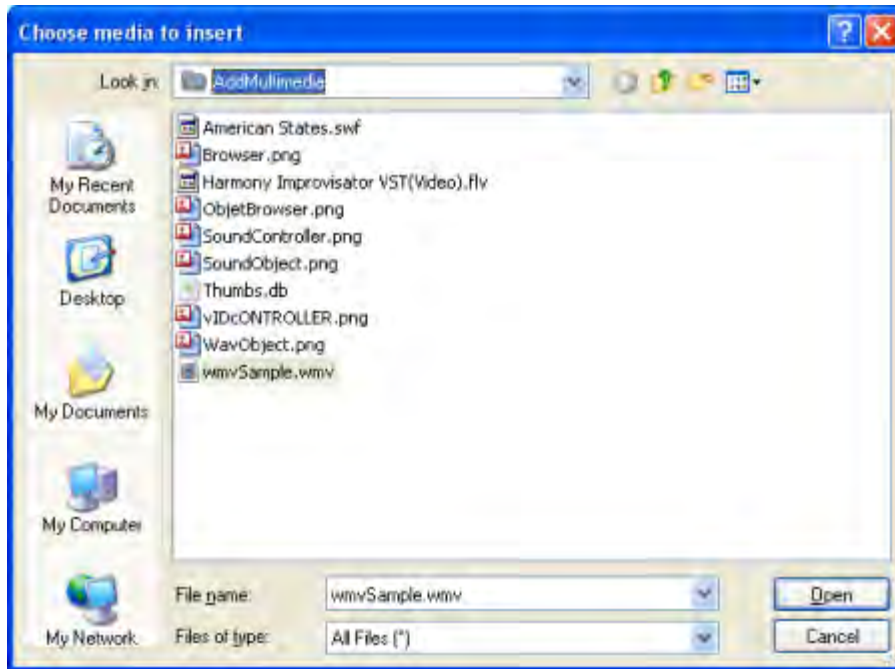 Choose media to insert
Look in:
AddMultimedia
American States.swf
Browser.png
Harmony Improvisator VST(Video).flv
ObjetBrowser.png
SoundController.png
SoundObject.png
Thumbs.db
vIDcONTROLLER.png
WavObject.png
wmvSample.wmv
My Recent
Documents
Desktop
My Documents
My Computer
My Network
File name:
wmvSample.wmv
Open
Files of type:
All Files (*)
Cancel